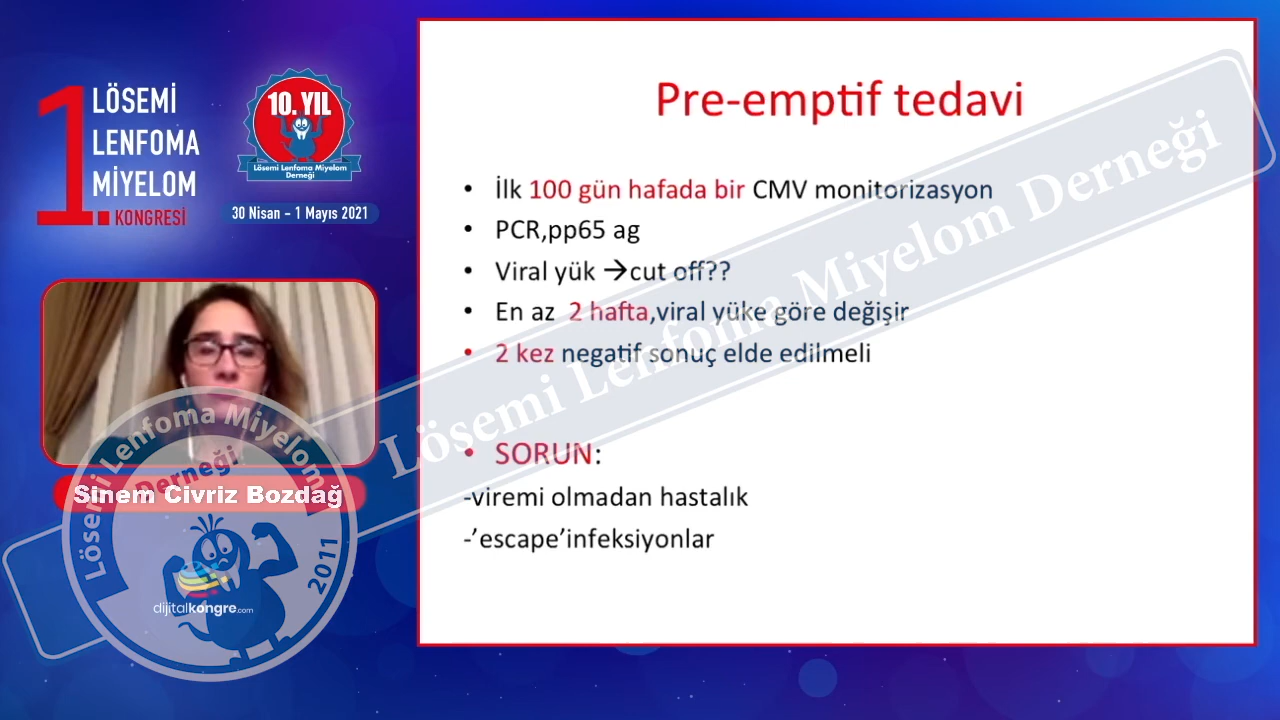 1.
LÖSEMİ
LENFOMA
MİYELOM
KONGRESİ
10. YIL
Lösemi Lenfoma Miyelom
Derneği
30 Nisan – 1 Mayıs 2021
Sinem Civriz Bozdağ
Lösemi Lenfoma Miyelom
Derneği
2011
dijitalkongre.com
Pre-emptif tedavi
• İlk 100 gün hafada bir CMV monitorizasyon
• PCR,pp65 ag
• Viral yük →cut off??
• En az 2 hafta,viral yüke göre değişir
• 2 kez negatif sonuç elde edilmeli
• SORUN:
-viremi olmadan hastalık
-’escape’infeksiyonlar
Lösemi Lenfoma Miyelom Derneği